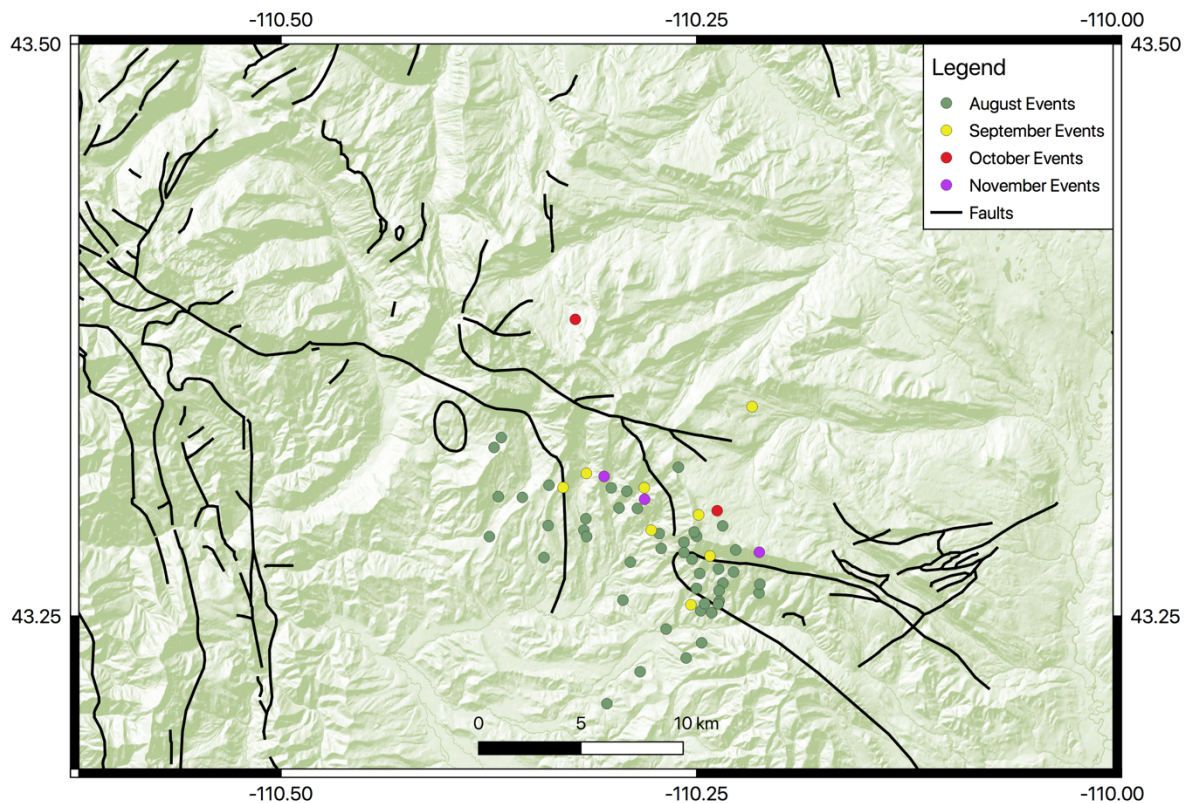 -110.50 -110.25 -110.00
43.50 43.50
Legend
August Events
September Events
October Events
November Events
Faults
43.25 43.25
0 5 10 km
-110.50 -110.25 -110.00